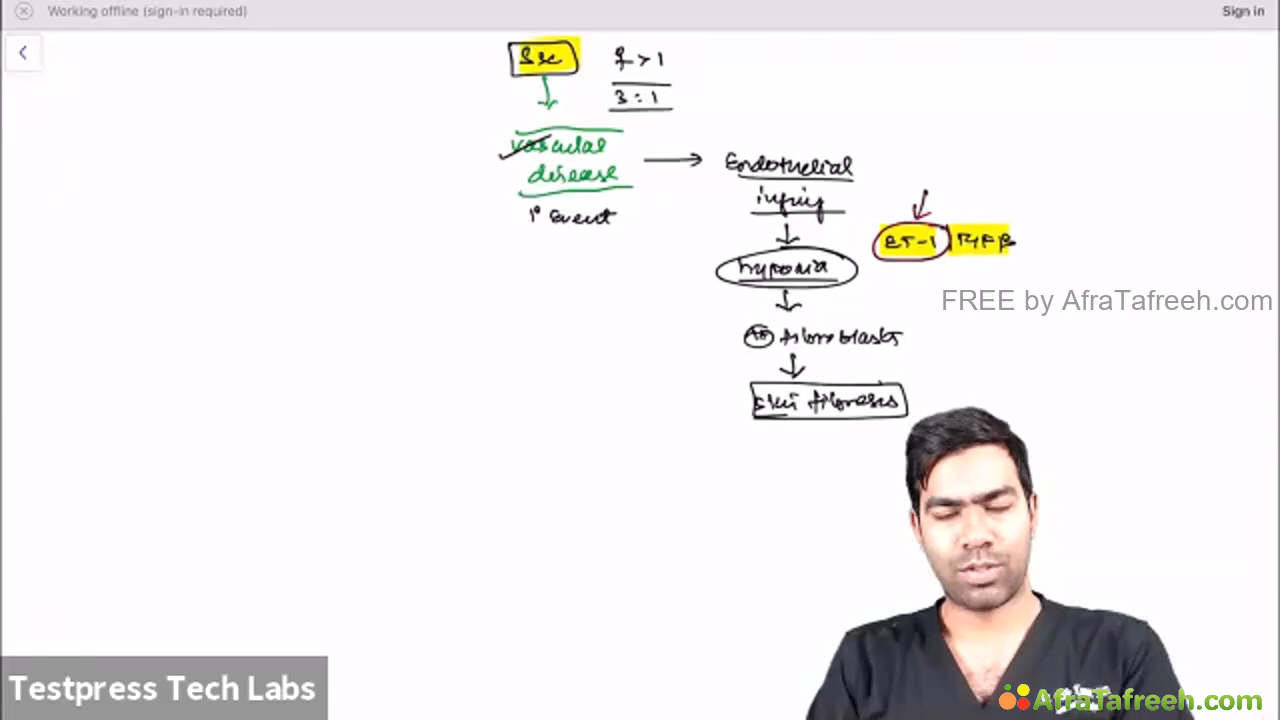 Working offline (sign-in required)
Sign in
SSc
♀ > 1
3 : 1
vascular
disease
1° event
Endothelial
injury
ET-1 | TGF β
hypoxia
FREE by AfraTafreeh.com
fibroblasts
skin fibrosis
Testpress Tech Labs
AfraTafreeh.com